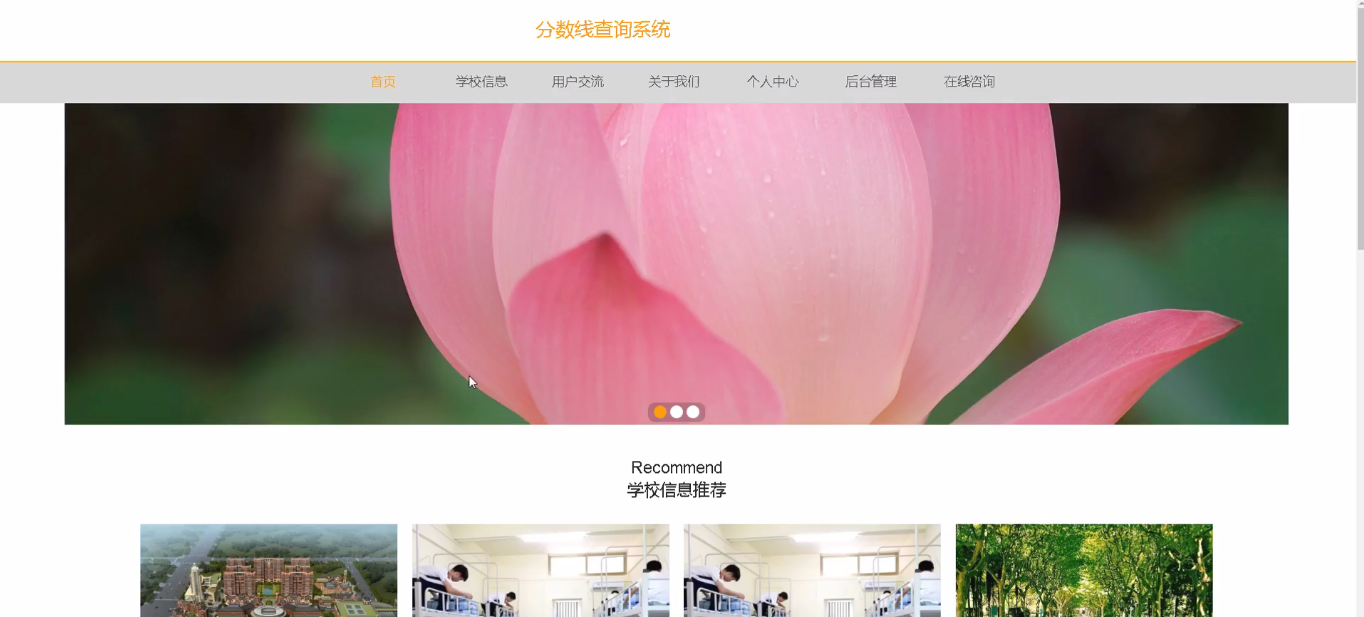 分数线查询系统
首页 学校信息 用户交流 关于我们 个人中心 后台管理 在线咨询
Recommend
学校信息推荐